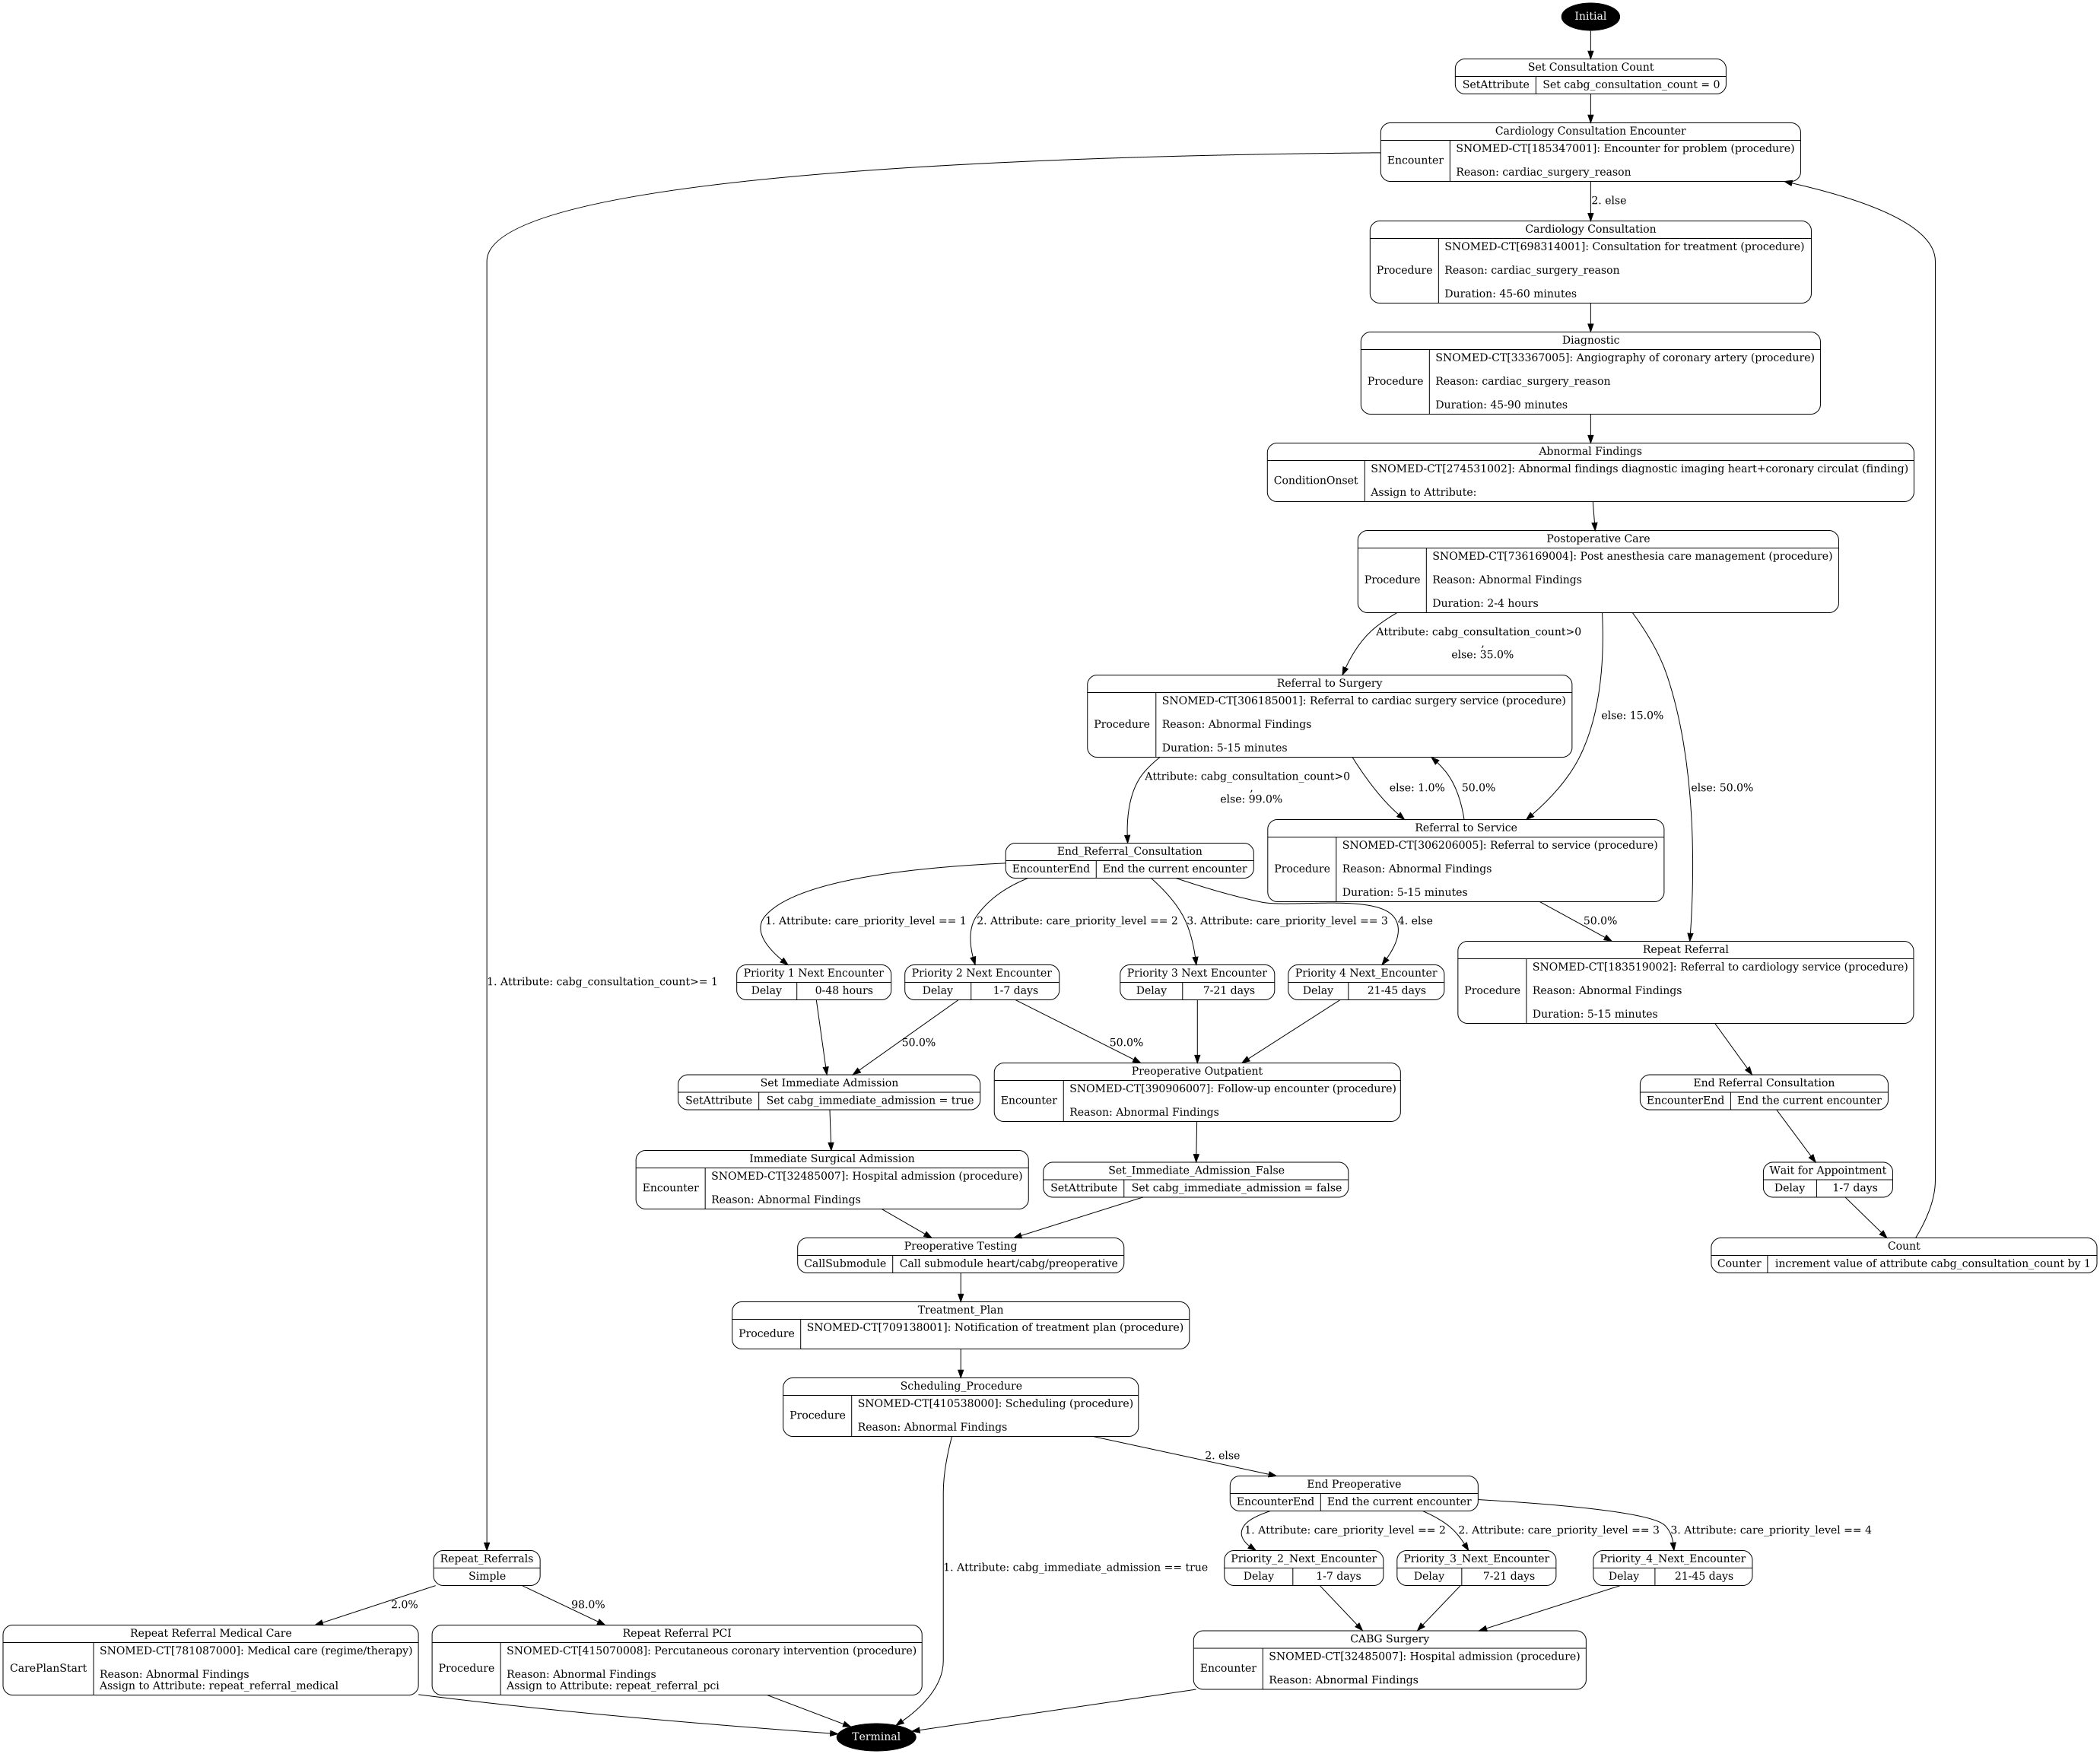 Initial
Set Consultation Count
SetAttribute
Set cabg_consultation_count = 0
Cardiology Consultation Encounter
Encounter
SNOMED-CT[185347001]: Encounter for problem (procedure)
Reason: cardiac_surgery_reason
2. else
Cardiology Consultation
Procedure
SNOMED-CT[698314001]: Consultation for treatment (procedure)
Reason: cardiac_surgery_reason
Duration: 45-60 minutes
Diagnostic
Procedure
SNOMED-CT[33367005]: Angiography of coronary artery (procedure)
Reason: cardiac_surgery_reason
Duration: 45-90 minutes
Abnormal Findings
ConditionOnset
SNOMED-CT[274531002]: Abnormal findings diagnostic imaging heart+coronary circulat (finding)
Assign to Attribute:
Postoperative Care
Procedure
SNOMED-CT[736169004]: Post anesthesia care management (procedure)
Reason: Abnormal Findings
Duration: 2-4 hours
Attribute: cabg_consultation_count>0
,
else: 35.0%
else: 15.0%
else: 50.0%
Referral to Surgery
Procedure
SNOMED-CT[306185001]: Referral to cardiac surgery service (procedure)
Reason: Abnormal Findings
Duration: 5-15 minutes
Attribute: cabg_consultation_count>0
,
else: 99.0%
else: 1.0%
50.0%
Referral to Service
Procedure
SNOMED-CT[306206005]: Referral to service (procedure)
Reason: Abnormal Findings
Duration: 5-15 minutes
50.0%
End_Referral_Consultation
EncounterEnd
End the current encounter
1. Attribute: care_priority_level == 1
2. Attribute: care_priority_level == 2
3. Attribute: care_priority_level == 3
4. else
Repeat Referral
Procedure
SNOMED-CT[183519002]: Referral to cardiology service (procedure)
Reason: Abnormal Findings
Duration: 5-15 minutes
1. Attribute: cabg_consultation_count>= 1
Priority 1 Next Encounter
Delay
0-48 hours
Priority 2 Next Encounter
Delay
1-7 days
Priority 3 Next Encounter
Delay
7-21 days
Priority 4 Next_Encounter
Delay
21-45 days
50.0%
50.0%
Set Immediate Admission
SetAttribute
Set cabg_immediate_admission = true
Preoperative Outpatient
Encounter
SNOMED-CT[390906007]: Follow-up encounter (procedure)
Reason: Abnormal Findings
End Referral Consultation
EncounterEnd
End the current encounter
Immediate Surgical Admission
Encounter
SNOMED-CT[32485007]: Hospital admission (procedure)
Reason: Abnormal Findings
Set_Immediate_Admission_False
SetAttribute
Set cabg_immediate_admission = false
Wait for Appointment
Delay
1-7 days
Preoperative Testing
CallSubmodule
Call submodule heart/cabg/preoperative
Count
Counter
increment value of attribute cabg_consultation_count by 1
Treatment_Plan
Procedure
SNOMED-CT[709138001]: Notification of treatment plan (procedure)
Scheduling_Procedure
Procedure
SNOMED-CT[410538000]: Scheduling (procedure)
Reason: Abnormal Findings
2. else
End Preoperative
EncounterEnd
End the current encounter
1. Attribute: care_priority_level == 2
2. Attribute: care_priority_level == 3
3. Attribute: care_priority_level == 4
1. Attribute: cabg_immediate_admission == true
Repeat_Referrals
Simple
Priority_2_Next_Encounter
Delay
1-7 days
Priority_3_Next_Encounter
Delay
7-21 days
Priority_4_Next_Encounter
Delay
21-45 days
2.0%
98.0%
Repeat Referral Medical Care
CarePlanStart
SNOMED-CT[781087000]: Medical care (regime/therapy)
Reason: Abnormal Findings
Assign to Attribute: repeat_referral_medical
Repeat Referral PCI
Procedure
SNOMED-CT[415070008]: Percutaneous coronary intervention (procedure)
Reason: Abnormal Findings
Assign to Attribute: repeat_referral_pci
CABG Surgery
Encounter
SNOMED-CT[32485007]: Hospital admission (procedure)
Reason: Abnormal Findings
Terminal